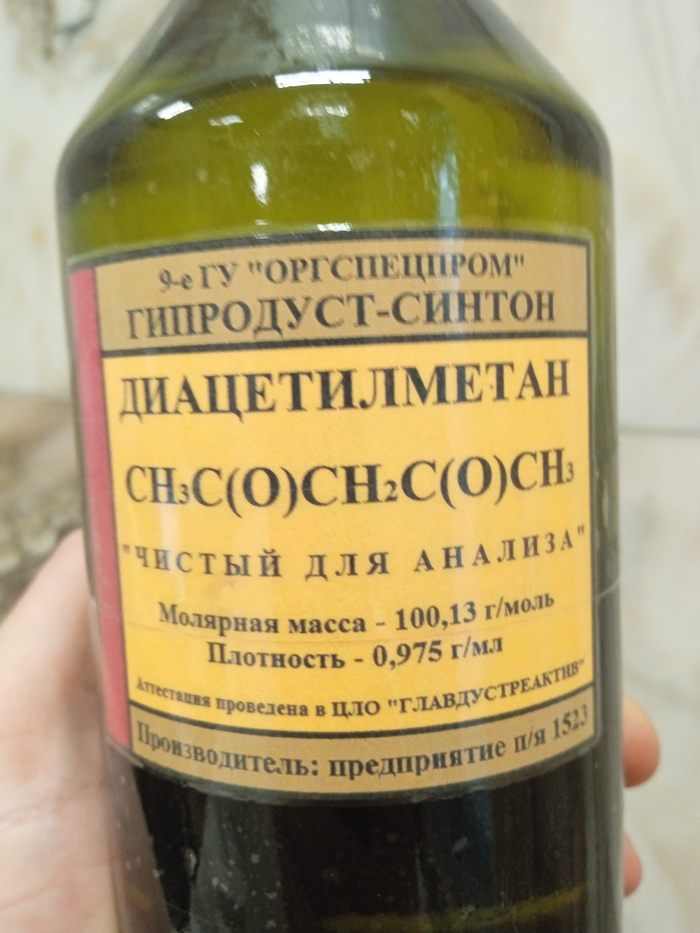 9-е ГУ "ОРГСПЕЦПРОМ"
ГИПРОДУСТ-СИНТОН
ДИАЦЕТИЛМЕТАН
CH₃C(O)CH₂C(O)CH₃
"ЧИСТЫЙ ДЛЯ АНАЛИЗА"
Молярная масса - 100,13 г/моль
Плотность - 0,975 г/мл
Аттестация проведена в ЦЛО "ГЛАВДУСТРЕАКТИВ"
Производитель: предприятие п/я 1523